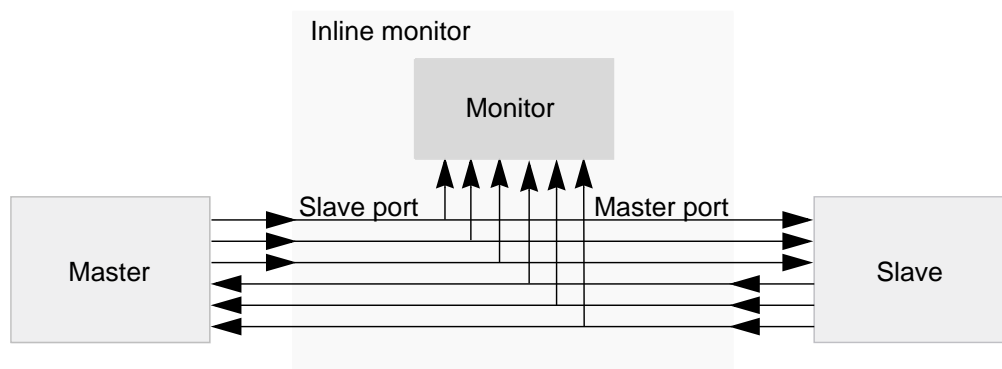 Inline monitor
Monitor
Slave port
Master port
Master
Slave